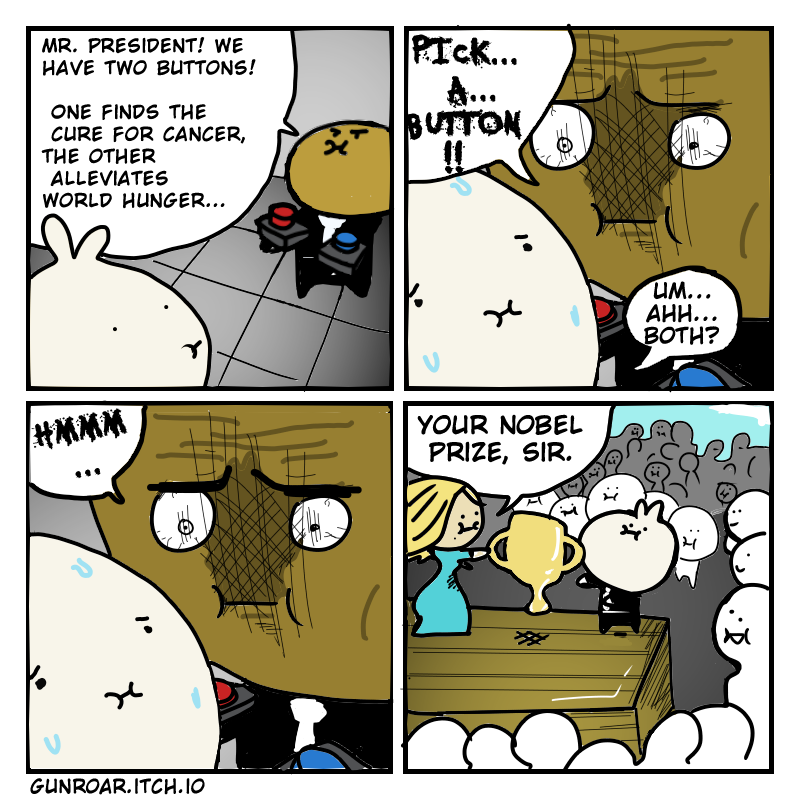 MR. PRESIDENT! WE
HAVE TWO BUTTONS!
ONE FINDS THE
CURE FOR CANCER,
THE OTHER
ALLEVIATES
WORLD HUNGER...
PICK...
A...
BUTTON
!!
UM...
AHH...
BOTH?
HMMM
...
YOUR NOBEL
PRIZE, SIR.
GUNROAR.ITCH.IO